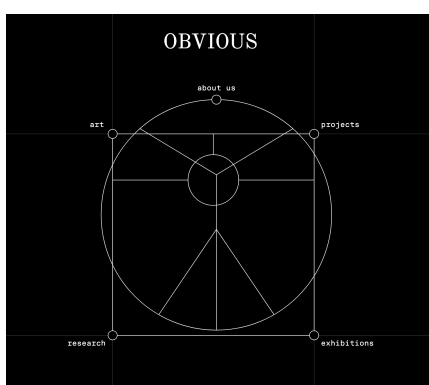 OBVIOUS
about us
art
projects
research
exhibitions